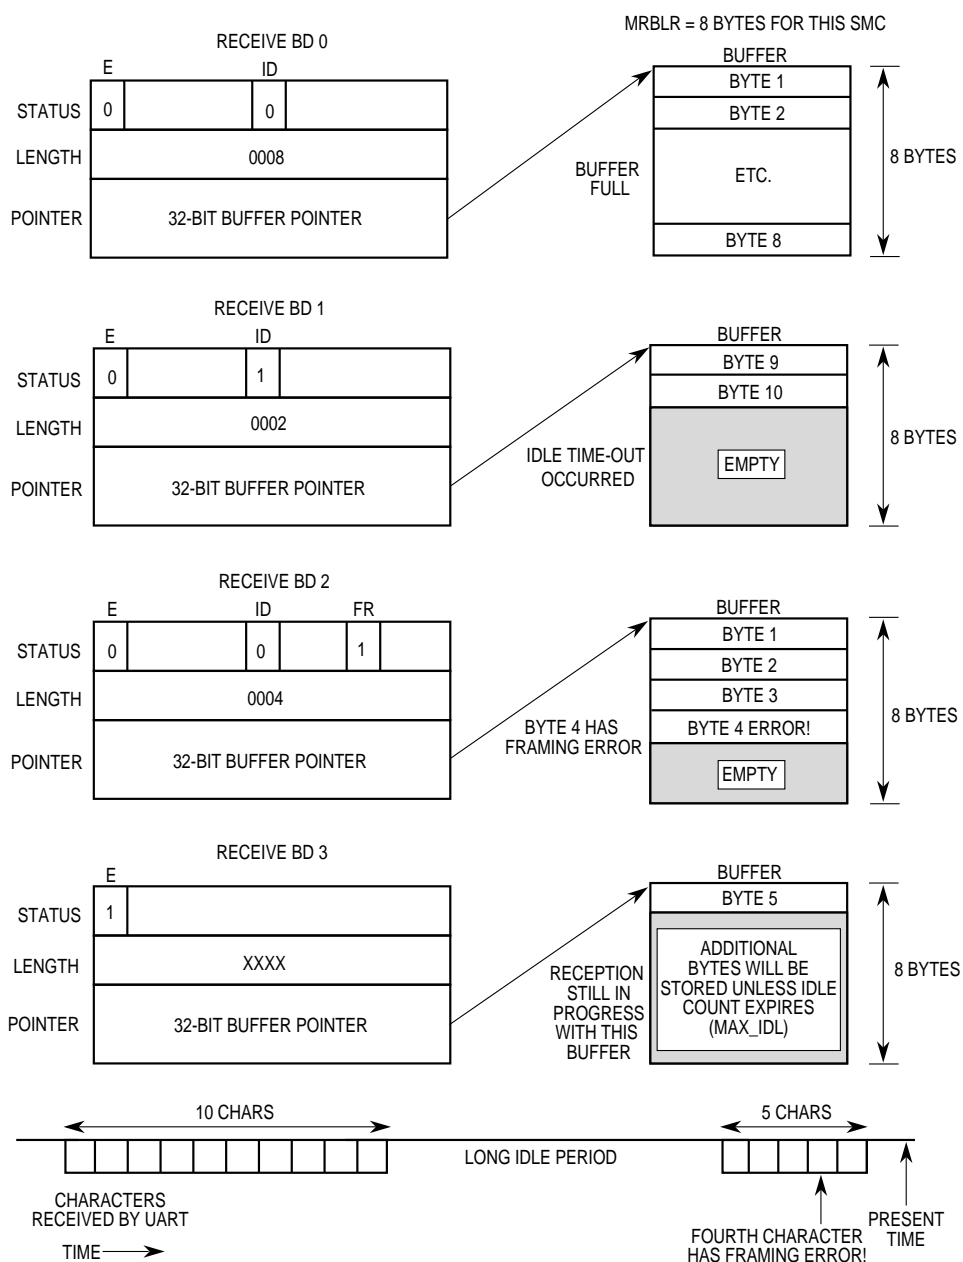 MRBLR = 8 BYTES FOR THIS SMC
RECEIVE BD 0
E
ID
STATUS
0
0
LENGTH
0008
POINTER
32-BIT BUFFER POINTER
BUFFER
FULL
BUFFER
BYTE 1
BYTE 2
ETC.
BYTE 8
8 BYTES
RECEIVE BD 1
E
ID
STATUS
0
1
LENGTH
0002
POINTER
32-BIT BUFFER POINTER
IDLE TIME-OUT
OCCURRED
BUFFER
BYTE 9
BYTE 10
EMPTY
8 BYTES
RECEIVE BD 2
E
ID
FR
STATUS
0
0
1
LENGTH
0004
POINTER
32-BIT BUFFER POINTER
BYTE 4 HAS
FRAMING ERROR
BUFFER
BYTE 1
BYTE 2
BYTE 3
BYTE 4 ERROR!
EMPTY
8 BYTES
RECEIVE BD 3
E
STATUS
1
LENGTH
XXXX
POINTER
32-BIT BUFFER POINTER
RECEPTION
STILL IN
PROGRESS
WITH THIS
BUFFER
BUFFER
BYTE 5
ADDITIONAL
BYTES WILL BE
STORED UNLESS IDLE
COUNT EXPIRES
(MAX_IDL)
8 BYTES
10 CHARS
5 CHARS
LONG IDLE PERIOD
CHARACTERS
RECEIVED BY UART
TIME
FOURTH CHARACTER
HAS FRAMING ERROR!
PRESENT
TIME